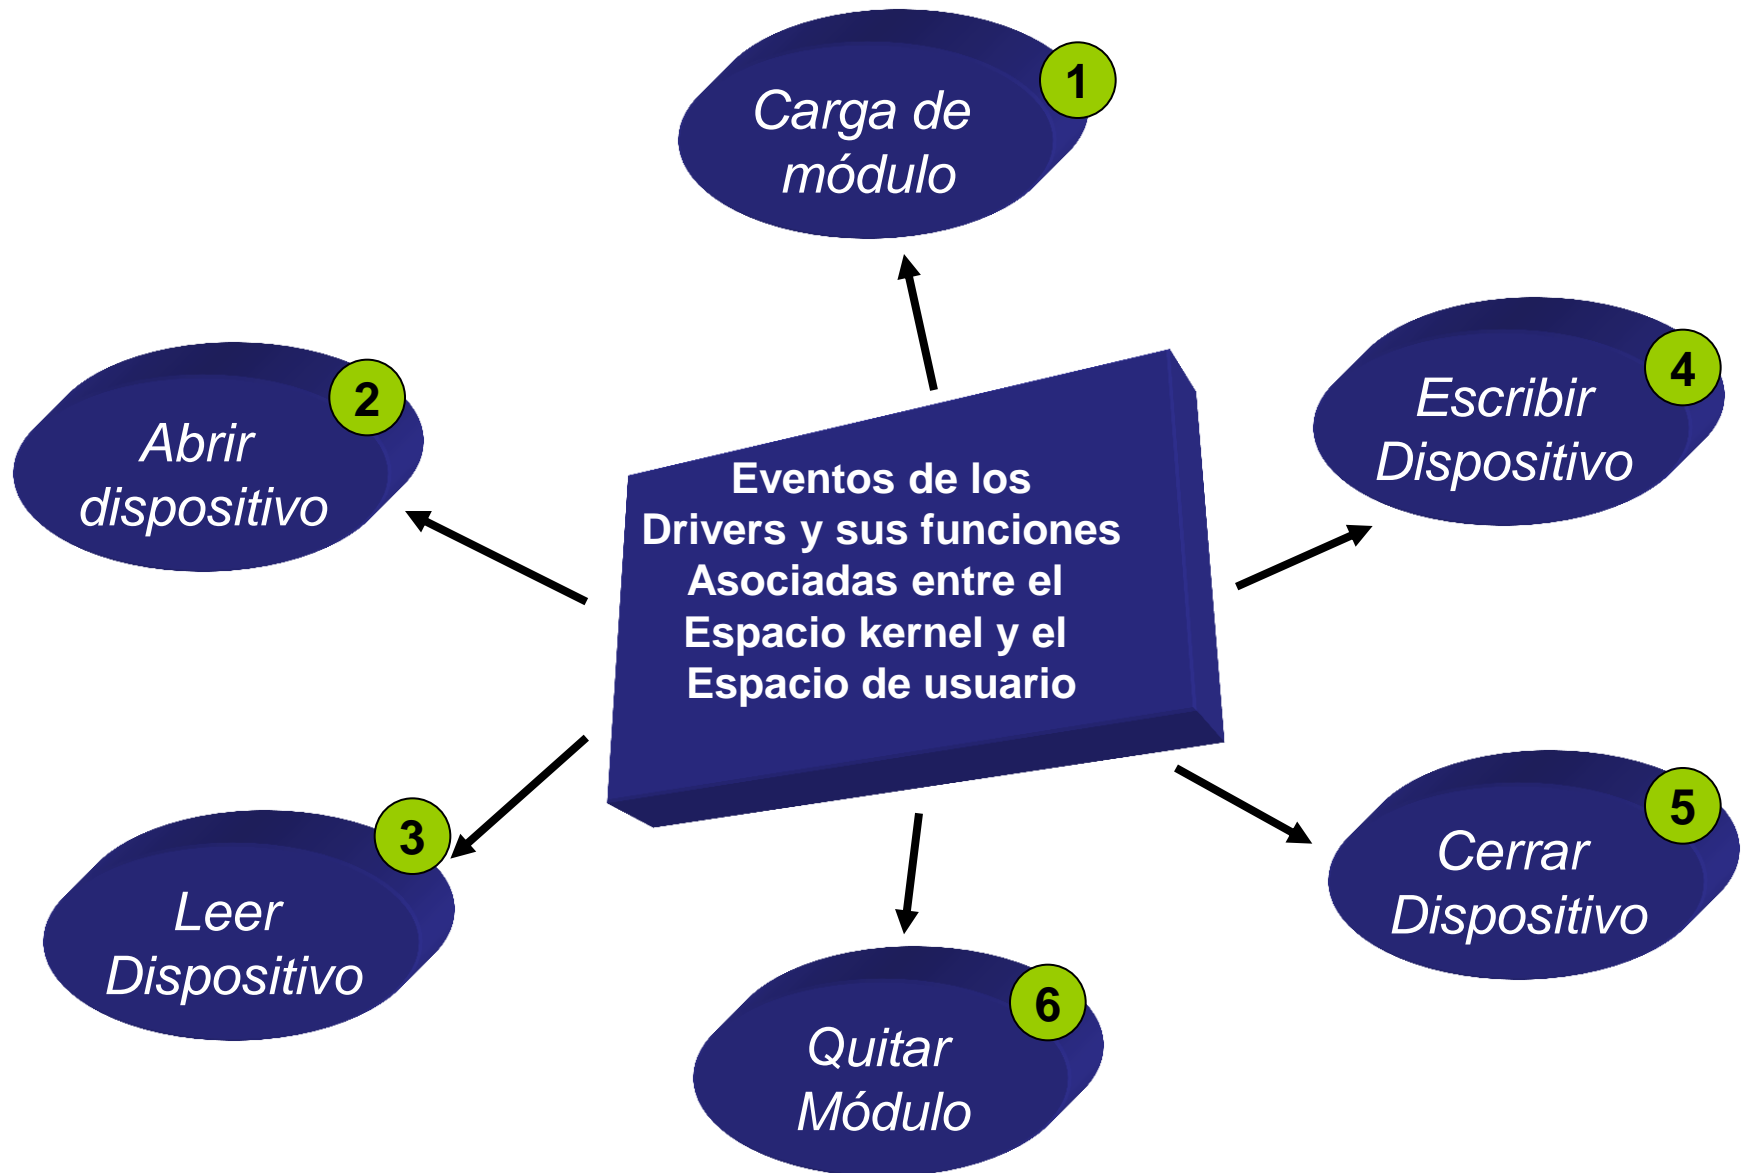 1
Carga de
módulo
2
Abrir
dispositivo
3
Leer
Dispositivo
4
Escribir
Dispositivo
5
Cerrar
Dispositivo
6
Quitar
Módulo
Eventos de los
Drivers y sus funciones
Asociadas entre el
Espacio kernel y el
Espacio de usuario